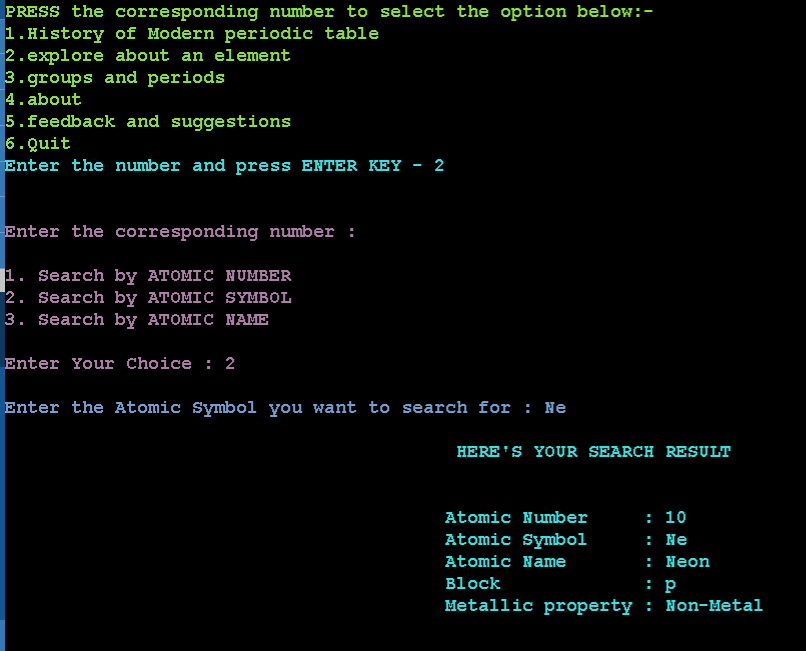 PRESS the corresponding number to select the option below:-
1.History of Modern periodic table
2.explore about an element
3.groups and periods
4.about
5.feedback and suggestions
6.Quit
Enter the number and press ENTER KEY - 2
Enter the corresponding number :
1. Search by ATOMIC NUMBER
2. Search by ATOMIC SYMBOL
3. Search by ATOMIC NAME
Enter Your Choice : 2
Enter the Atomic Symbol you want to search for : Ne
HERE'S YOUR SEARCH RESULT
Atomic Number : 10
Atomic Symbol : Ne
Atomic Name : Neon
Block : p
Metallic property : Non-Metal